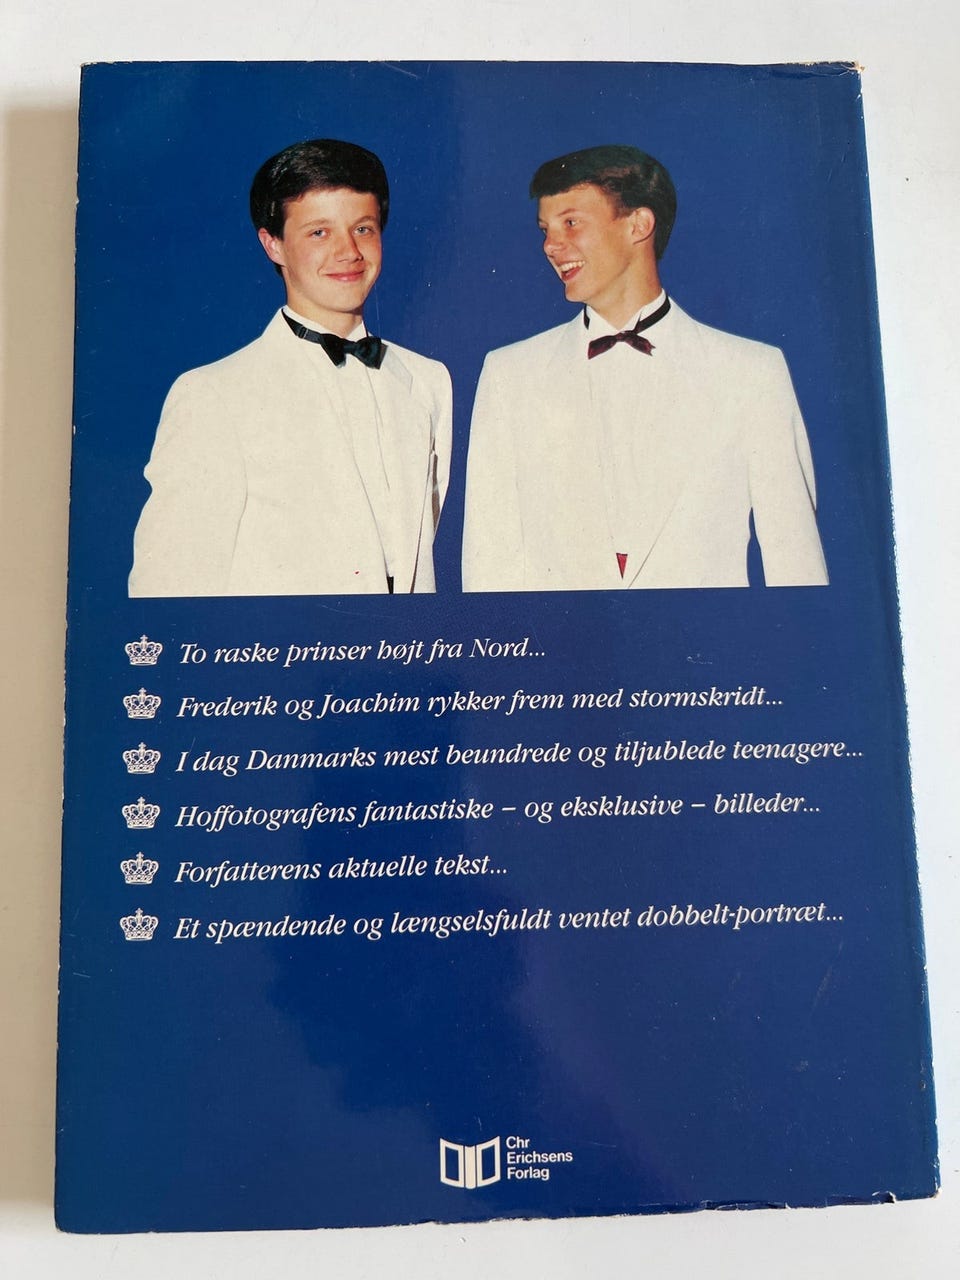 To raske prinser højt fra Nord...
Frederik og Joachim rykker frem med stormskridt...
I dag Danmarks mest beundrede og tiljublede teenagere...
Hoffotografens fantastiske – og eksklusive – billeder...
Forfatterens aktuelle tekst...
Et spændende og længselsfuldt ventet dobbelt-portræt...
Chr
Erichsens
Forlag